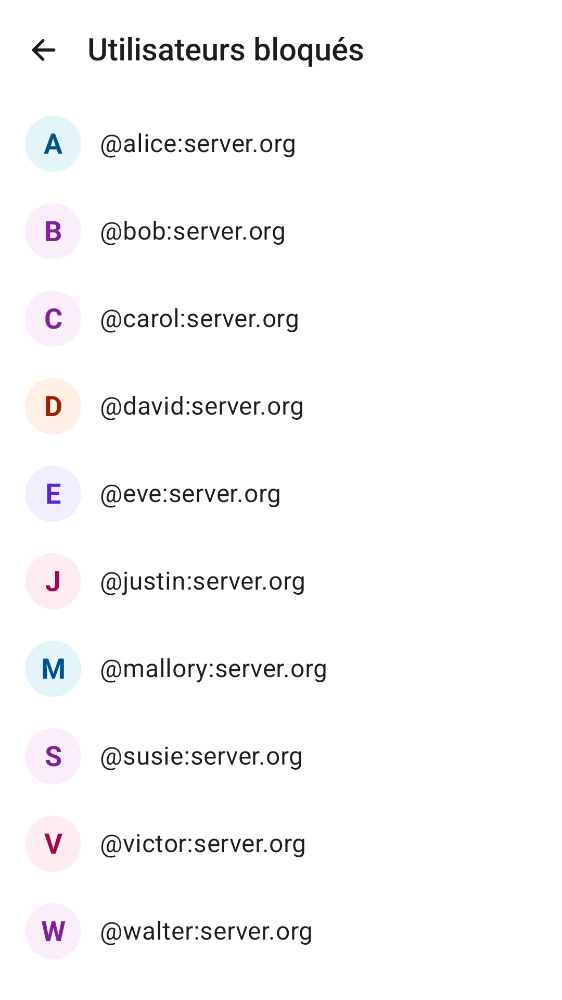 Utilisateurs bloqués
A @alice:server.org
B @bob:server.org
C @carol:server.org
D @david:server.org
E @eve:server.org
J @justin:server.org
M @mallory:server.org
S @susie:server.org
V @victor:server.org
W @walter:server.org